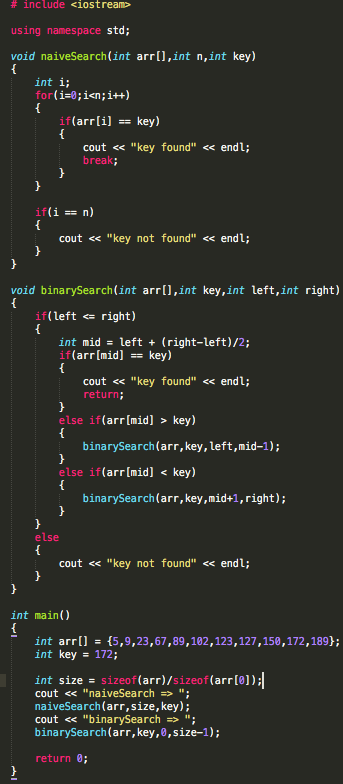 # include <iostream>
using namespace std;
void naiveSearch(int arr[],int n,int key)
{
int i;
for(i=0;i<n;i++)
{
if(arr[i] == key)
{
cout << "key found" << endl;
break;
}
}
if(i == n)
{
cout << "key not found" << endl;
}
}
void binarySearch(int arr[],int key,int left,int right)
{
if(left <= right)
{
int mid = left + (right-left)/2;
if(arr[mid] == key)
{
cout << "key found" << endl;
return;
}
else if(arr[mid] > key)
{
binarySearch(arr,key,left,mid-1);
}
else if(arr[mid] < key)
{
binarySearch(arr,key,mid+1,right);
}
}
else
{
cout << "key not found" << endl;
}
}
int main()
{
int arr[] = {5,9,23,67,89,102,123,127,150,172,189};
int key = 172;
int size = sizeof(arr)/sizeof(arr[0]);
cout << "naiveSearch => ";
naiveSearch(arr,size,key);
cout << "binarySearch => ";
binarySearch(arr,key,0,size-1);
return 0;
}